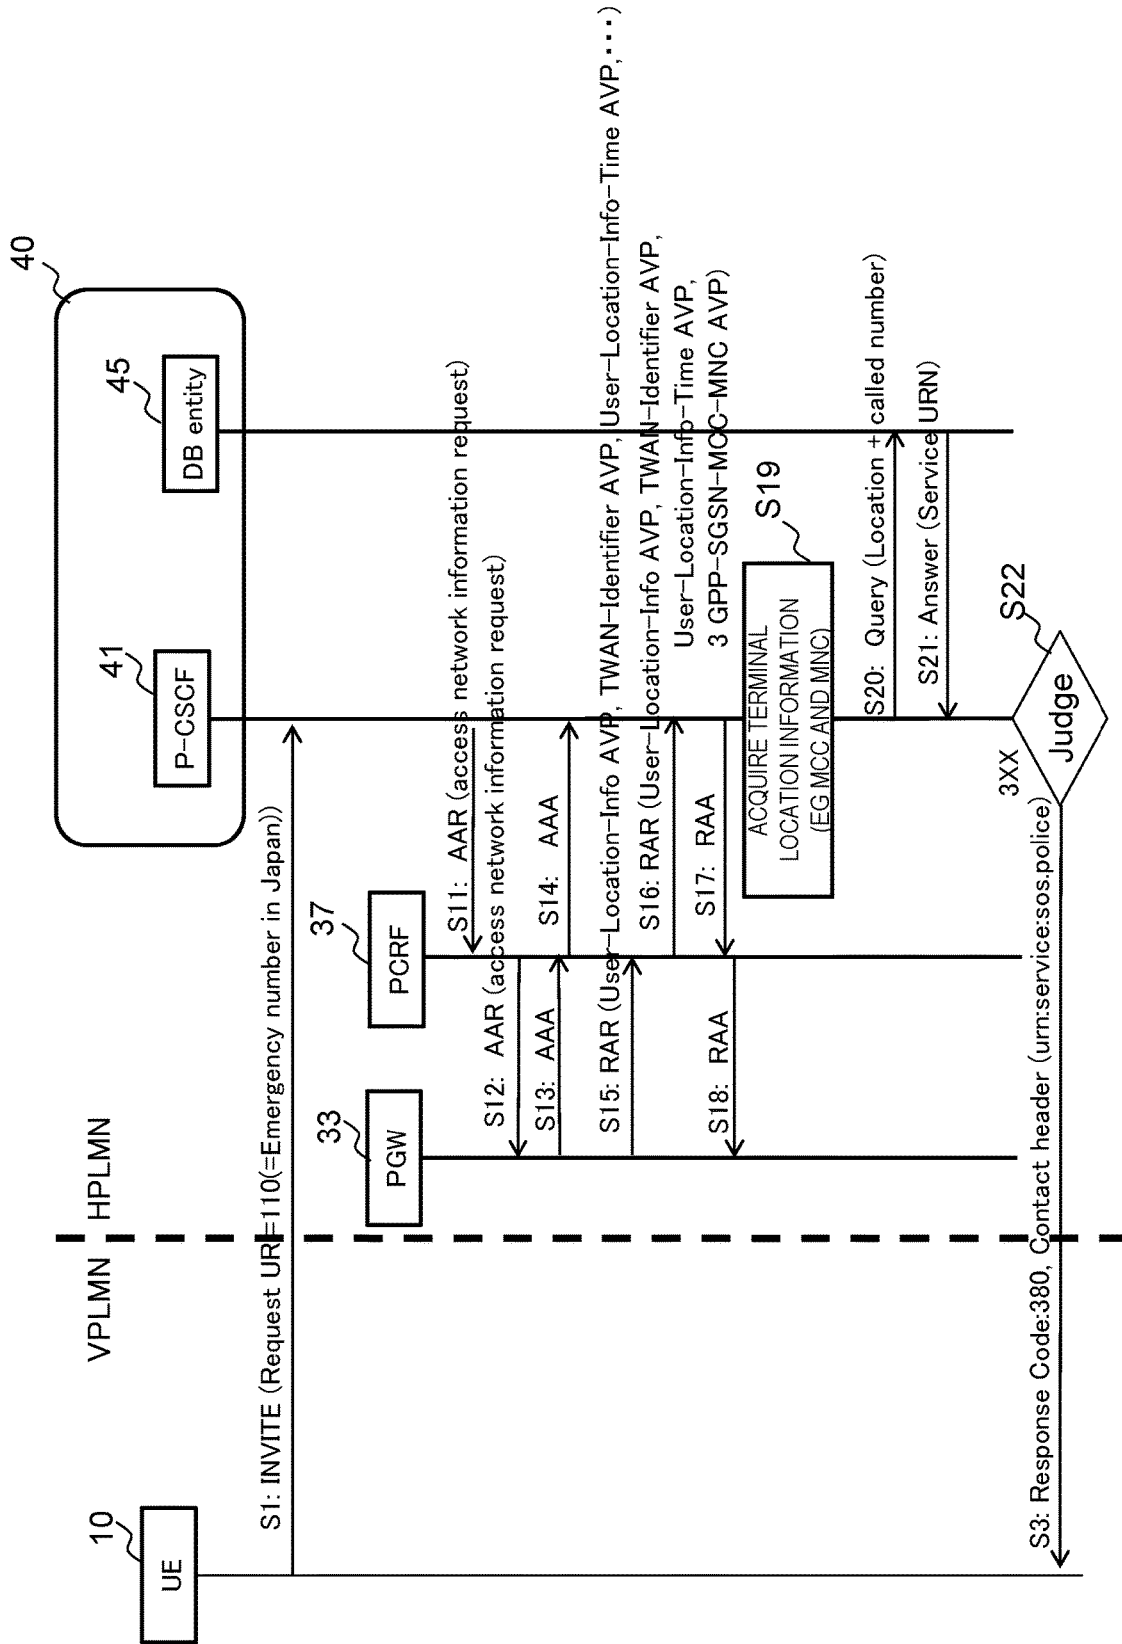 VPLMN
HPLMN
40
10
UE
33
PGW
37
PCRF
41
P-CSCF
45
DB entity
S1: INVITE (Request URI=110(=Emergency number in Japan))
S11: AAR (access network information request)
S12: AAR (access network information request)
S13: AAA
S14: AAA
S15: RAR (User-Location-Info AVP, TWAN-Identifier AVP, User-Location-Info-Time AVP,･･･)
S16: RAR (User-Location-Info AVP, TWAN-Identifier AVP,
User-Location-Info-Time AVP,
3 GPP-SGSN-MCC-MNC AVP)
S17: RAA
S18: RAA
S19
ACQUIRE TERMINAL
LOCATION INFORMATION
(EG MCC AND MNC)
S20: Query (Location + called number)
S21: Answer (Service URN)
S22
Judge
3XX
S3: Response Code:380, Contact header (urn:service:sos.police)